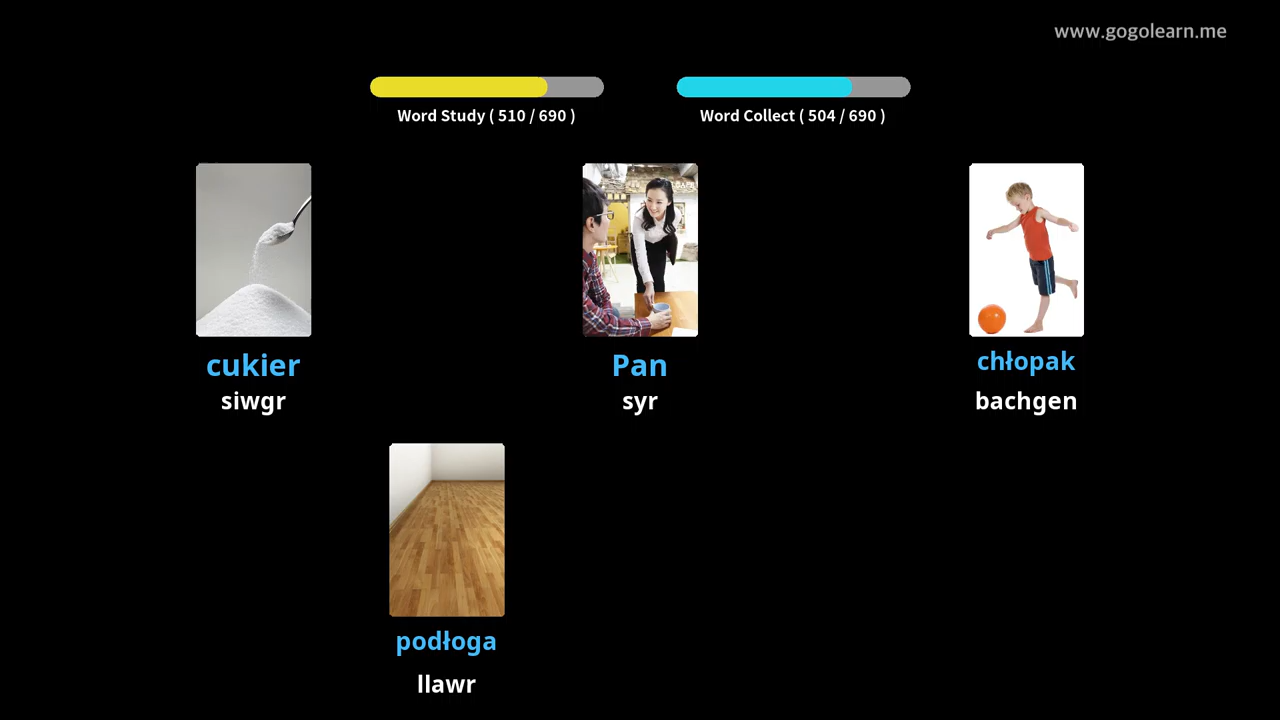 www.gogolearn.me
Word Study ( 510 / 690 )
Word Collect ( 504 / 690 )
cukier
siwgr
Pan
syr
chłopak
bachgen
podłoga
llawr